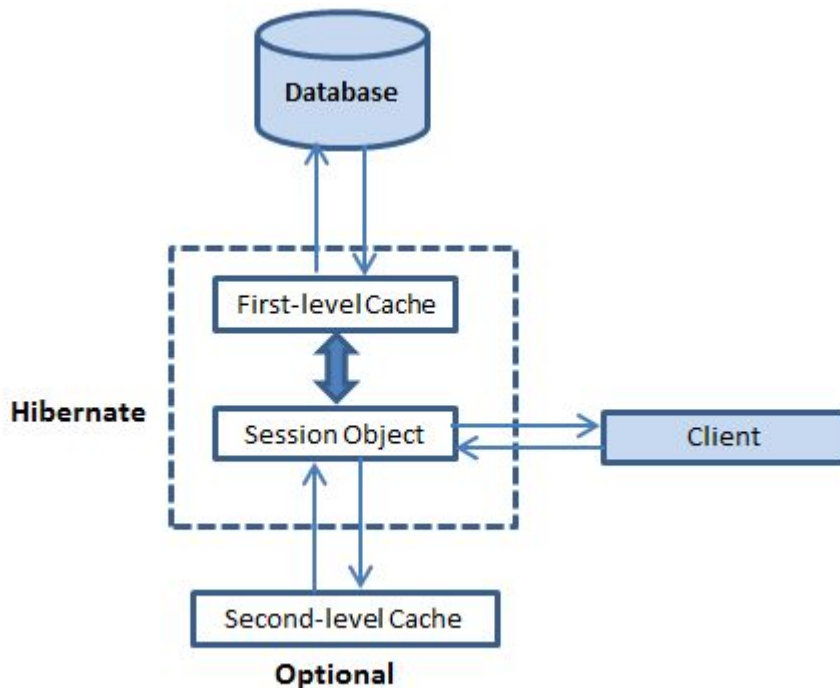 Database
First-level Cache
Hibernate
Session Object
Client
Second-level Cache
Optional